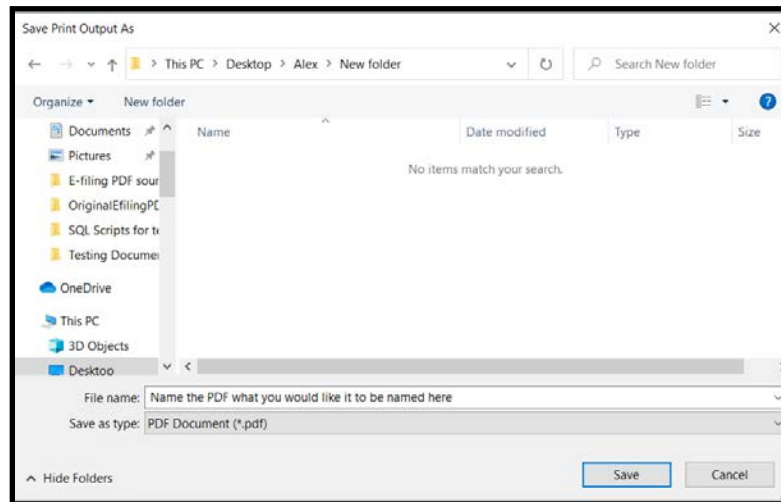 Save Print Output As
This PC > Desktop > Alex > New folder
Search New folder
Organize
New folder
?
Name
Date modified
Type
Size
No items match your search.
Documents
Pictures
E-filing PDF sour
OriginalEfilingPD
SQL Scripts for te
Testing Documer
OneDrive
This PC
3D Objects
Desktop
File name: Name the PDF what you would like it to be named here
Save as type: PDF Document (*.pdf)
Hide Folders
Save
Cancel